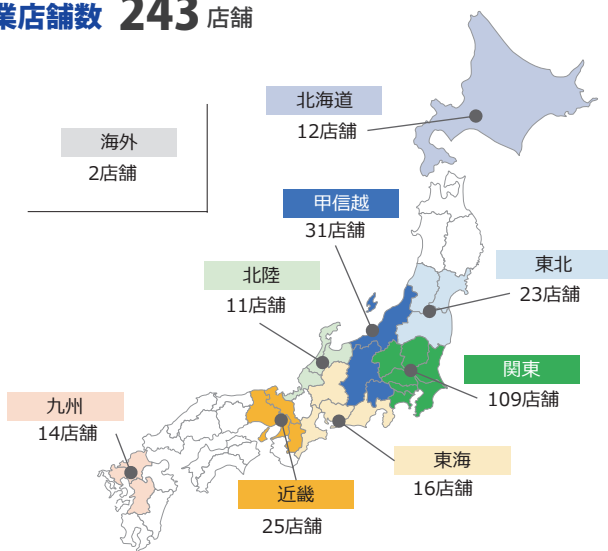 業店舗数 243 店舗
北海道
12店舗
海外
2店舗
甲信越
31店舗
東北
23店舗
北陸
11店舗
関東
109店舗
九州
14店舗
東海
16店舗
近畿
25店舗